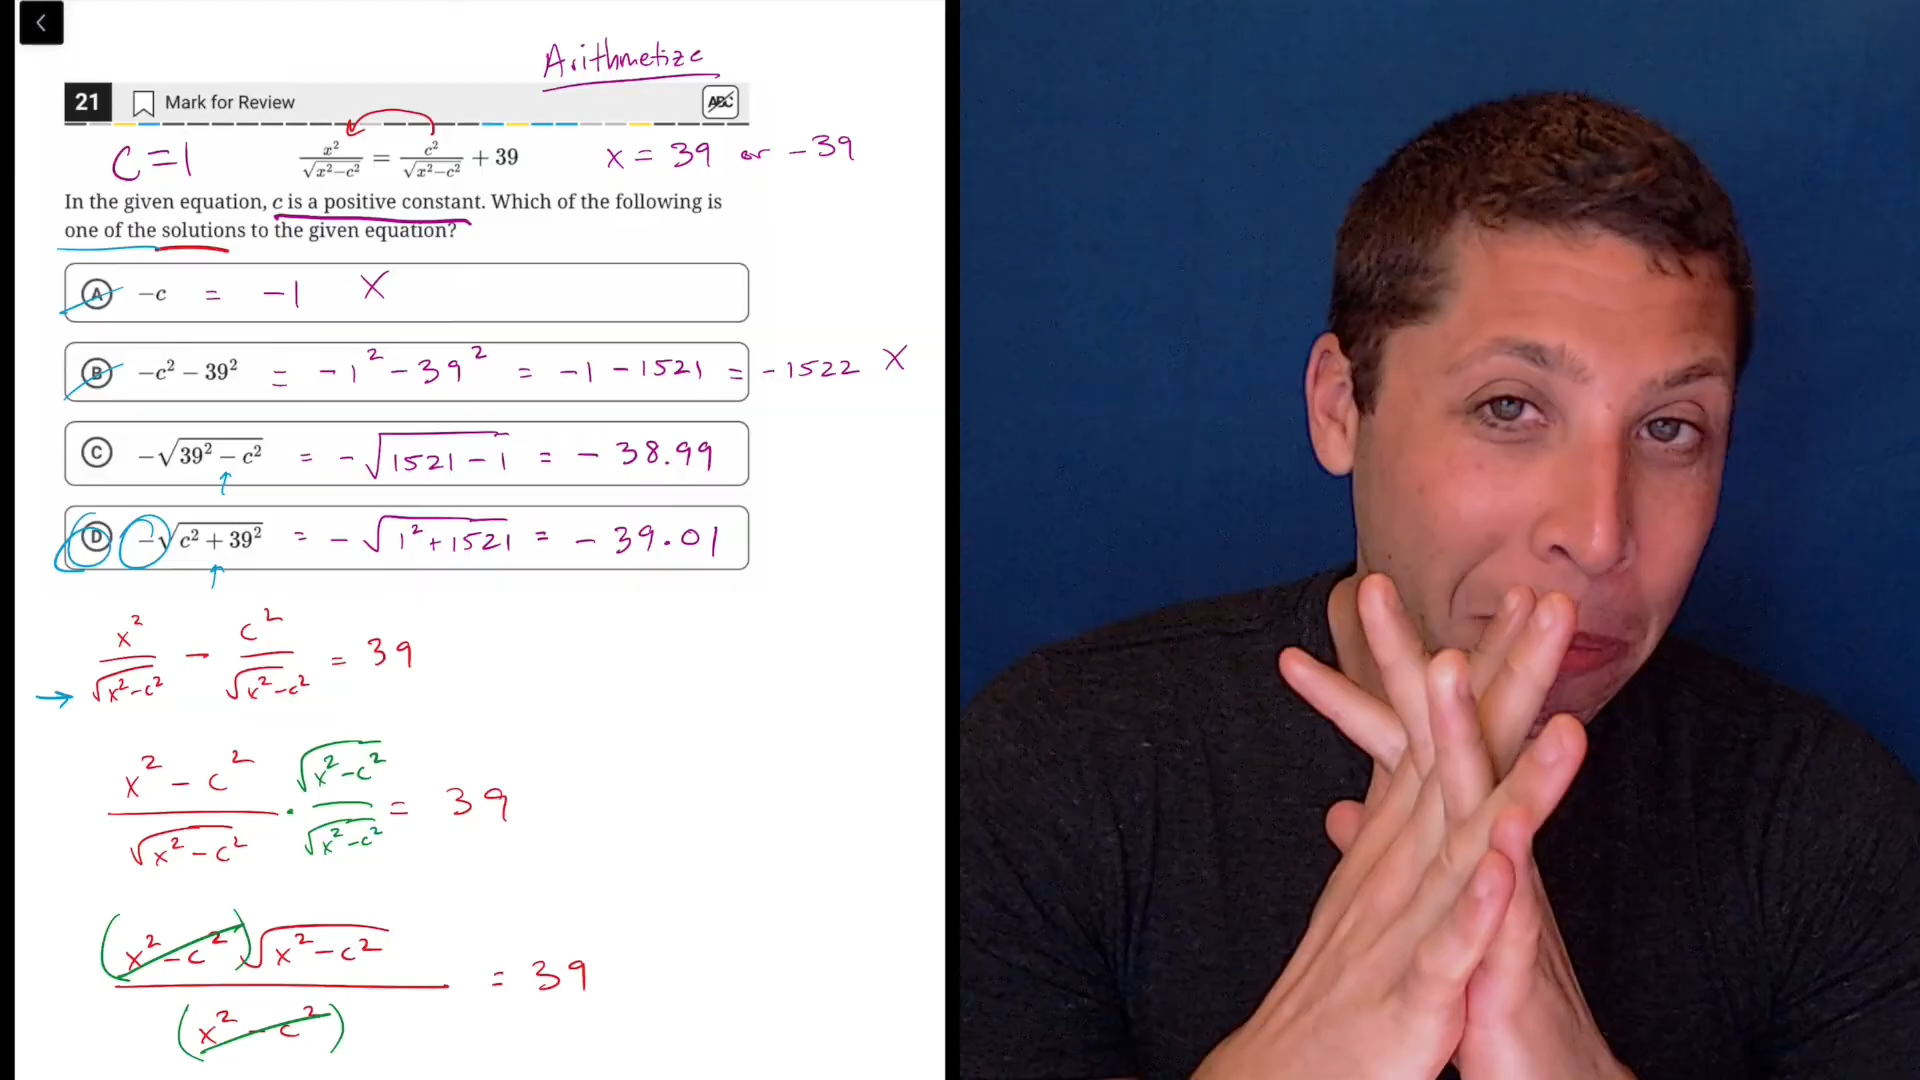 Arithmetize
21 Mark for Review ABC
C = 1 x²/√x²−c² = c²/√x²−c² + 39 x = 39 or −39
In the given equation, c is a positive constant. Which of the following is
one of the solutions to the given equation?
A −c = −1 X
B −c² − 39² = −1² − 39² = −1 − 1521 = −1522 X
C −√39² − c² = −√1521 − 1 = −38.99
D −√c² + 39² = −√1² + 1521 = −39.01
x²/√x²−c² − c²/√x²−c² = 39
x² − c²/√x² − c² · √x²−c²/√x²−c² = 39
(x² − c²)√x² − c²/(x² − c²) = 39